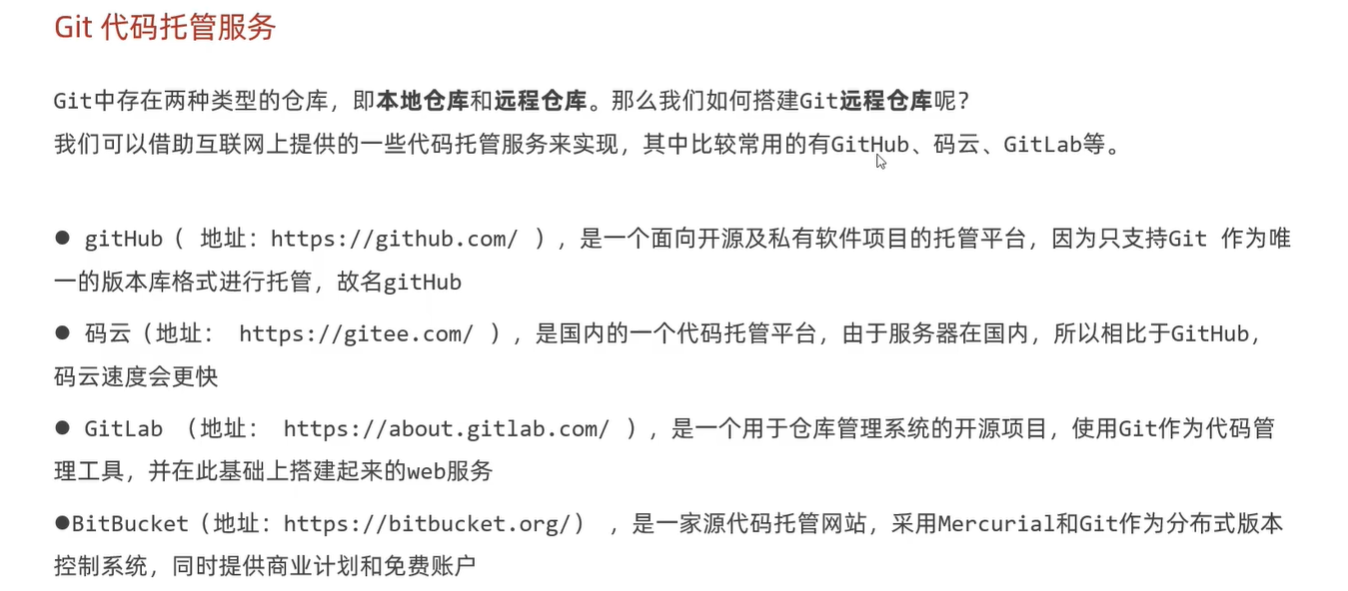 Git 代码托管服务
Git中存在两种类型的仓库，即本地仓库和远程仓库。那么我们如何搭建Git远程仓库呢？
我们可以借助互联网上提供的一些代码托管服务来实现，其中比较常用的有GitHub、码云、GitLab等。
● gitHub（ 地址：https://github.com/ ），是一个面向开源及私有软件项目的托管平台，因为只支持Git 作为唯
一的版本库格式进行托管，故名gitHub
● 码云（地址： https://gitee.com/ ），是国内的一个代码托管平台，由于服务器在国内，所以相比于GitHub，
码云速度会更快
● GitLab （地址： https://about.gitlab.com/ ），是一个用于仓库管理系统的开源项目，使用Git作为代码管
理工具，并在此基础上搭建起来的web服务
●BitBucket（地址：https://bitbucket.org/） ，是一家源代码托管网站，采用Mercurial和Git作为分布式版本
控制系统，同时提供商业计划和免费账户